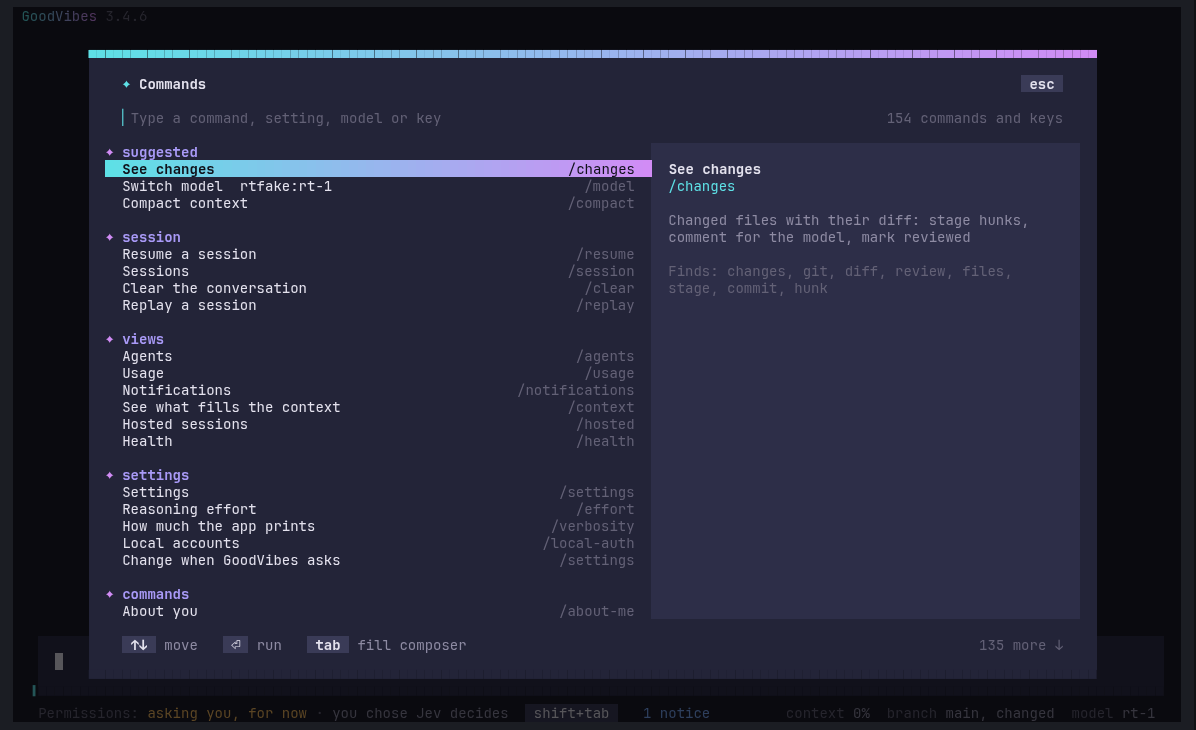 GoodVibes 3.4.6
✦ Commands esc
Type a command, setting, model or key 154 commands and keys
✦ suggested
See changes /changes
Switch model rtfake:rt-1 /model
Compact context /compact
✦ session
Resume a session /resume
Sessions /session
Clear the conversation /clear
Replay a session /replay
✦ views
Agents /agents
Usage /usage
Notifications /notifications
See what fills the context /context
Hosted sessions /hosted
Health /health
✦ settings
Settings /settings
Reasoning effort /effort
How much the app prints /verbosity
Local accounts /local-auth
Change when GoodVibes asks /settings
✦ commands
About you /about-me
See changes
/changes
Changed files with their diff: stage hunks,
comment for the model, mark reviewed
Finds: changes, git, diff, review, files,
stage, commit, hunk
↑↓ move ⏎ run tab fill composer 135 more ↓
Permissions: asking you, for now · you chose Jev decides shift+tab 1 notice context 0% branch main, changed model rt-1